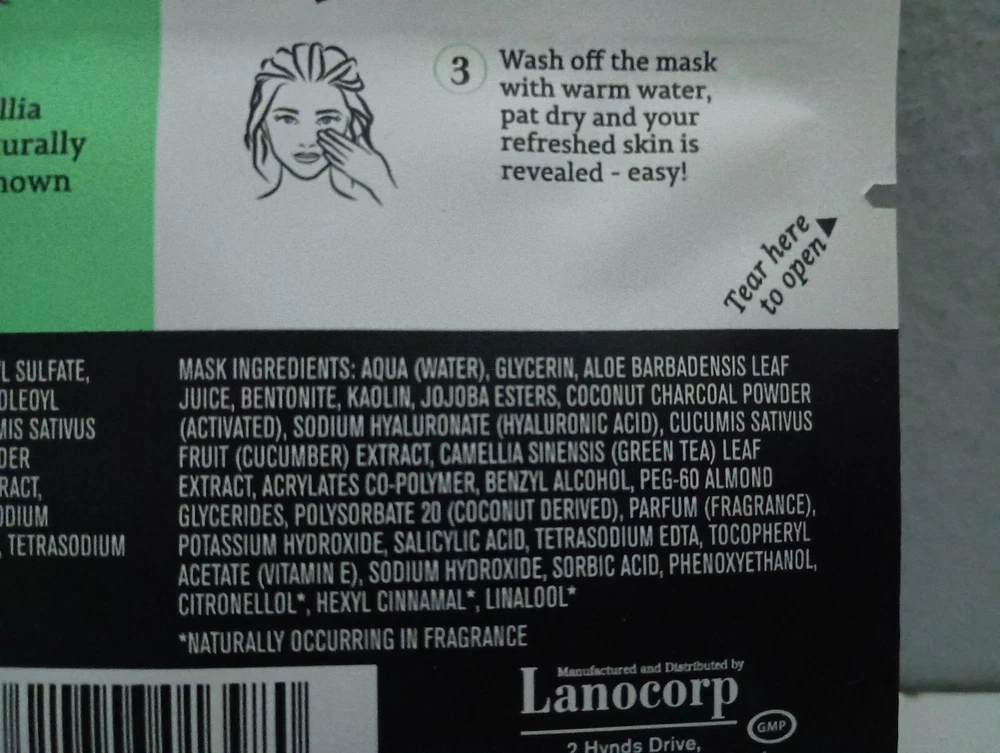 llia
urally
nown
3
Wash off the mask
with warm water,
pat dry and your
refreshed skin is
revealed - easy!
Tear here
to open
L SULFATE,
OLEOYL
MIS SATIVUS
DER
RACT,
ODIUM
, TETRASODIUM
MASK INGREDIENTS: AQUA (WATER), GLYCERIN, ALOE BARBADENSIS LEAF
JUICE, BENTONITE, KAOLIN, JOJOBA ESTERS, COCONUT CHARCOAL POWDER
(ACTIVATED), SODIUM HYALURONATE (HYALURONIC ACID), CUCUMIS SATIVUS
FRUIT (CUCUMBER) EXTRACT, CAMELLIA SINENSIS (GREEN TEA) LEAF
EXTRACT, ACRYLATES CO-POLYMER, BENZYL ALCOHOL, PEG-60 ALMOND
GLYCERIDES, POLYSORBATE 20 (COCONUT DERIVED), PARFUM (FRAGRANCE),
POTASSIUM HYDROXIDE, SALICYLIC ACID, TETRASODIUM EDTA, TOCOPHERYL
ACETATE (VITAMIN E), SODIUM HYDROXIDE, SORBIC ACID, PHENOXYETHANOL,
CITRONELLOL*, HEXYL CINNAMAL*, LINALOOL*
*NATURALLY OCCURRING IN FRAGRANCE
Manufactured and Distributed by
Lanocorp
GMP
2 Hynds Drive,